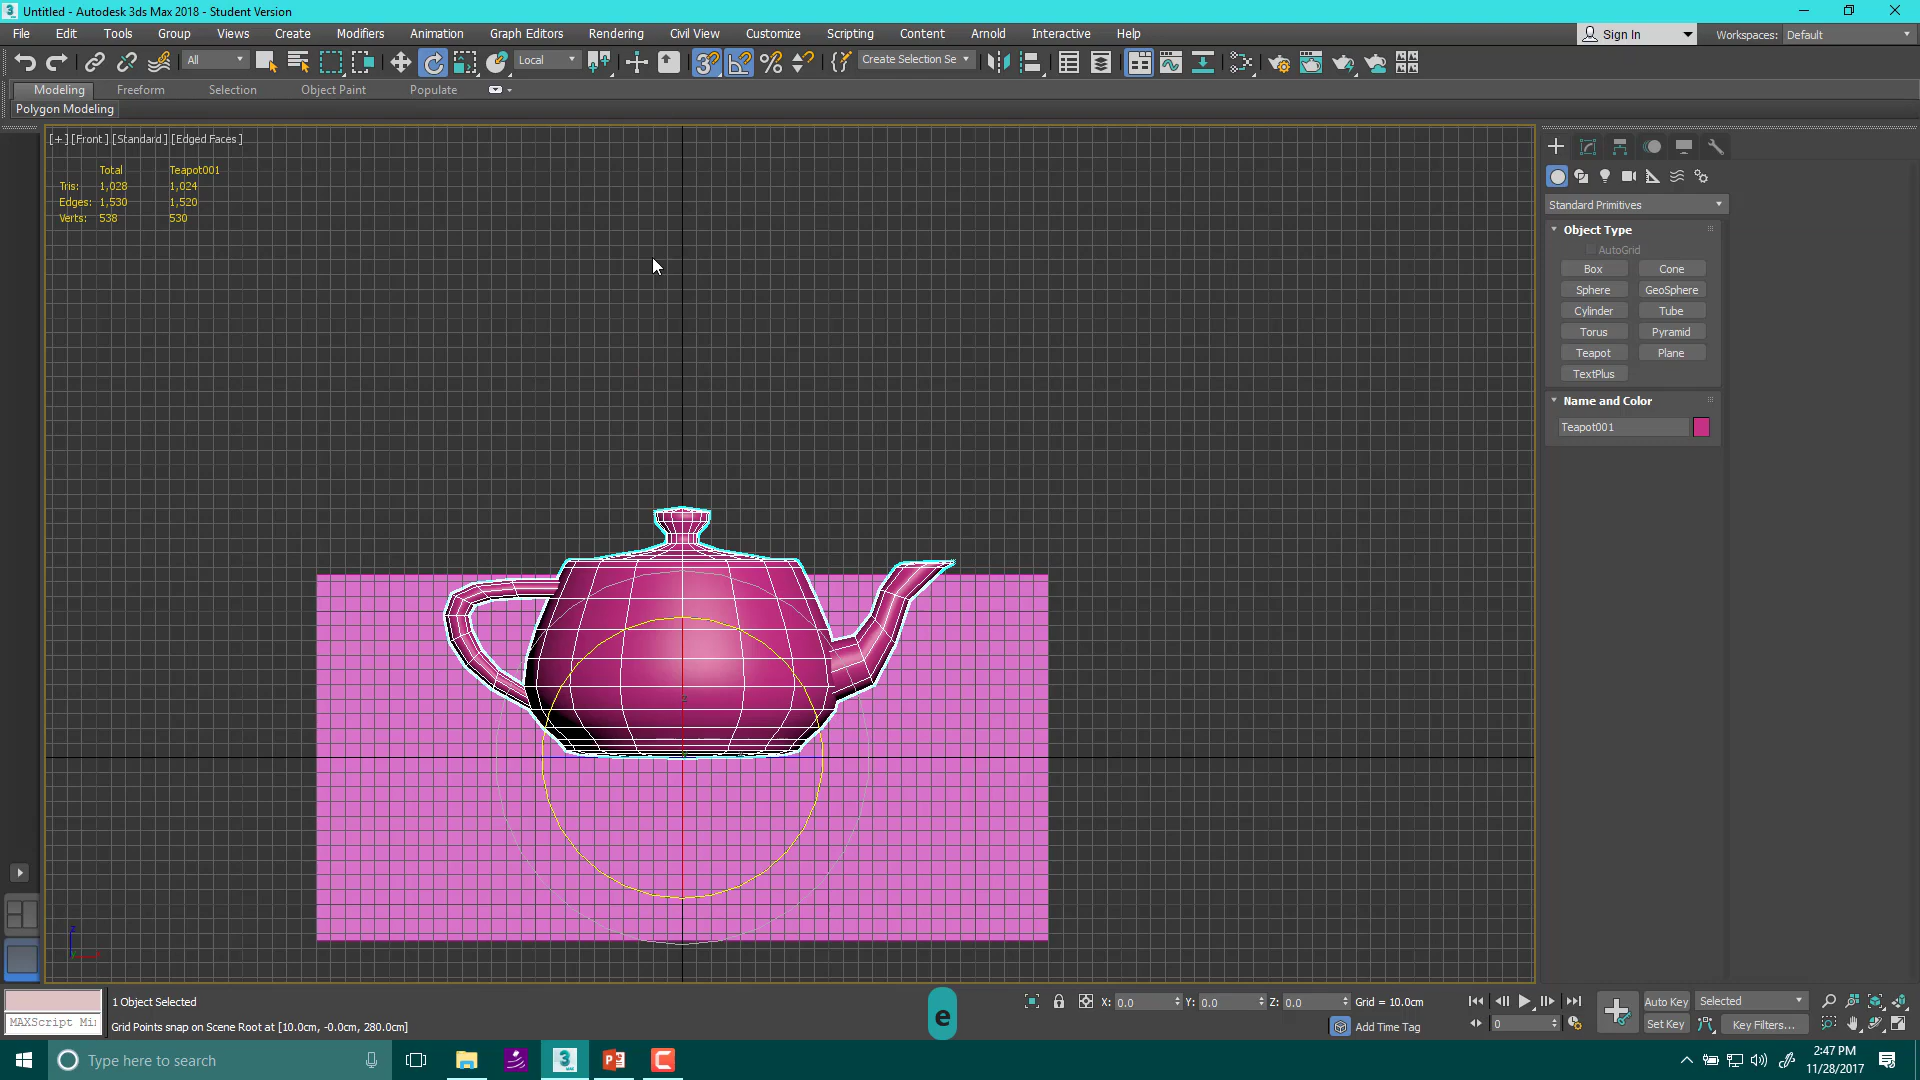 Untitled - Autodesk 3ds Max 2018 - Student Version
File Edit Tools Group Views Create Modifiers Animation Graph Editors Rendering Civil View Customize Scripting Content Arnold Interactive Help Sign In Workspaces: Default
All Local Create Selection Se
Modeling Freeform Selection Object Paint Populate
Polygon Modeling
[+] [Front] [Standard] [Edged Faces]
Total Teapot001
Tris: 1,028 1,024
Edges: 1,530 1,520
Verts: 538 530
Standard Primitives
Object Type
AutoGrid
Box Cone
Sphere GeoSphere
Cylinder Tube
Torus Pyramid
Teapot Plane
TextPlus
Name and Color
Teapot001
1 Object Selected
X: 0.0 Y: 0.0 Z: 0.0 Grid = 10.0cm
Auto Key Selected
MAXScript Mi
Grid Points snap on Scene Root at [10.0cm, -0.0cm, 280.0cm]
e
Add Time Tag
0
Set Key Key Filters...
Type here to search
2:47 PM
11/28/2017